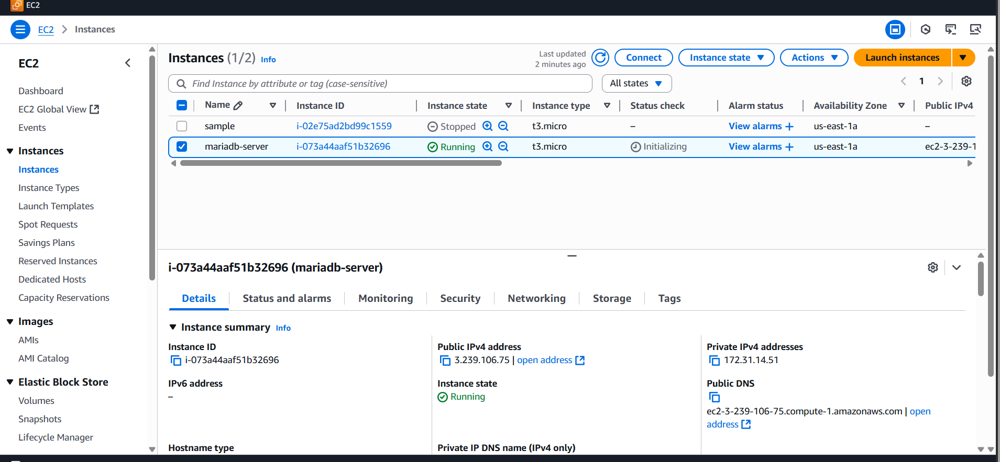 EC2
EC2 > Instances
EC2
Dashboard
EC2 Global View
Events
Instances
Instances
Instance Types
Launch Templates
Spot Requests
Savings Plans
Reserved Instances
Dedicated Hosts
Capacity Reservations
Images
AMIs
AMI Catalog
Elastic Block Store
Volumes
Snapshots
Lifecycle Manager
Instances (1/2) Info
Last updated
2 minutes ago
Connect
Instance state
Actions
Launch instances
Find Instance by attribute or tag (case-sensitive)
All states
1
Name Instance ID Instance state Instance type Status check Alarm status Availability Zone Public IPv4
sample i-02e75ad2bd99c1559 Stopped t3.micro – View alarms + us-east-1a –
mariadb-server i-073a44aaf51b32696 Running t3.micro Initializing View alarms + us-east-1a ec2-3-239-1
i-073a44aaf51b32696 (mariadb-server)
Details Status and alarms Monitoring Security Networking Storage Tags
Instance summary Info
Instance ID
i-073a44aaf51b32696
Public IPv4 address
3.239.106.75 | open address
Private IPv4 addresses
172.31.14.51
IPv6 address
–
Instance state
Running
Public DNS
ec2-3-239-106-75.compute-1.amazonaws.com | open
address
Hostname type
Private IP DNS name (IPv4 only)